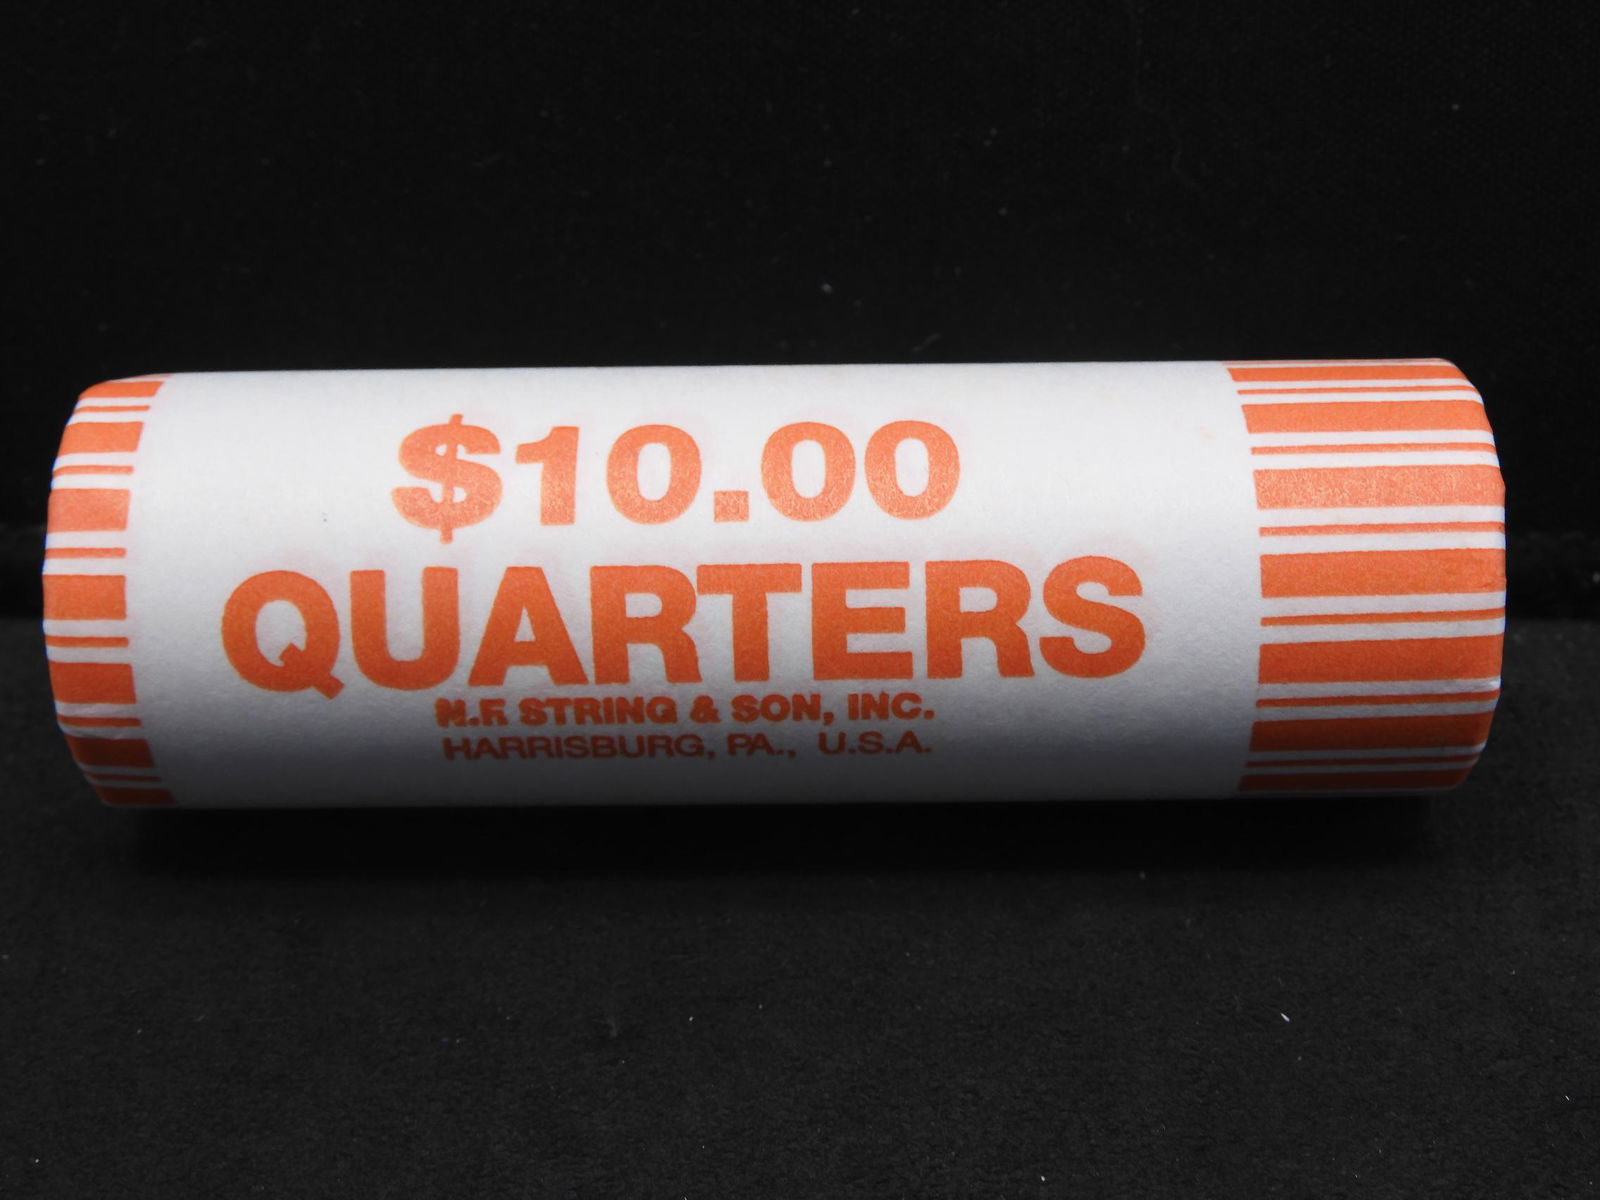 $10.00
QUARTERS
N.F. STRING & SON, INC.
HARRISBURG, PA., U.S.A.